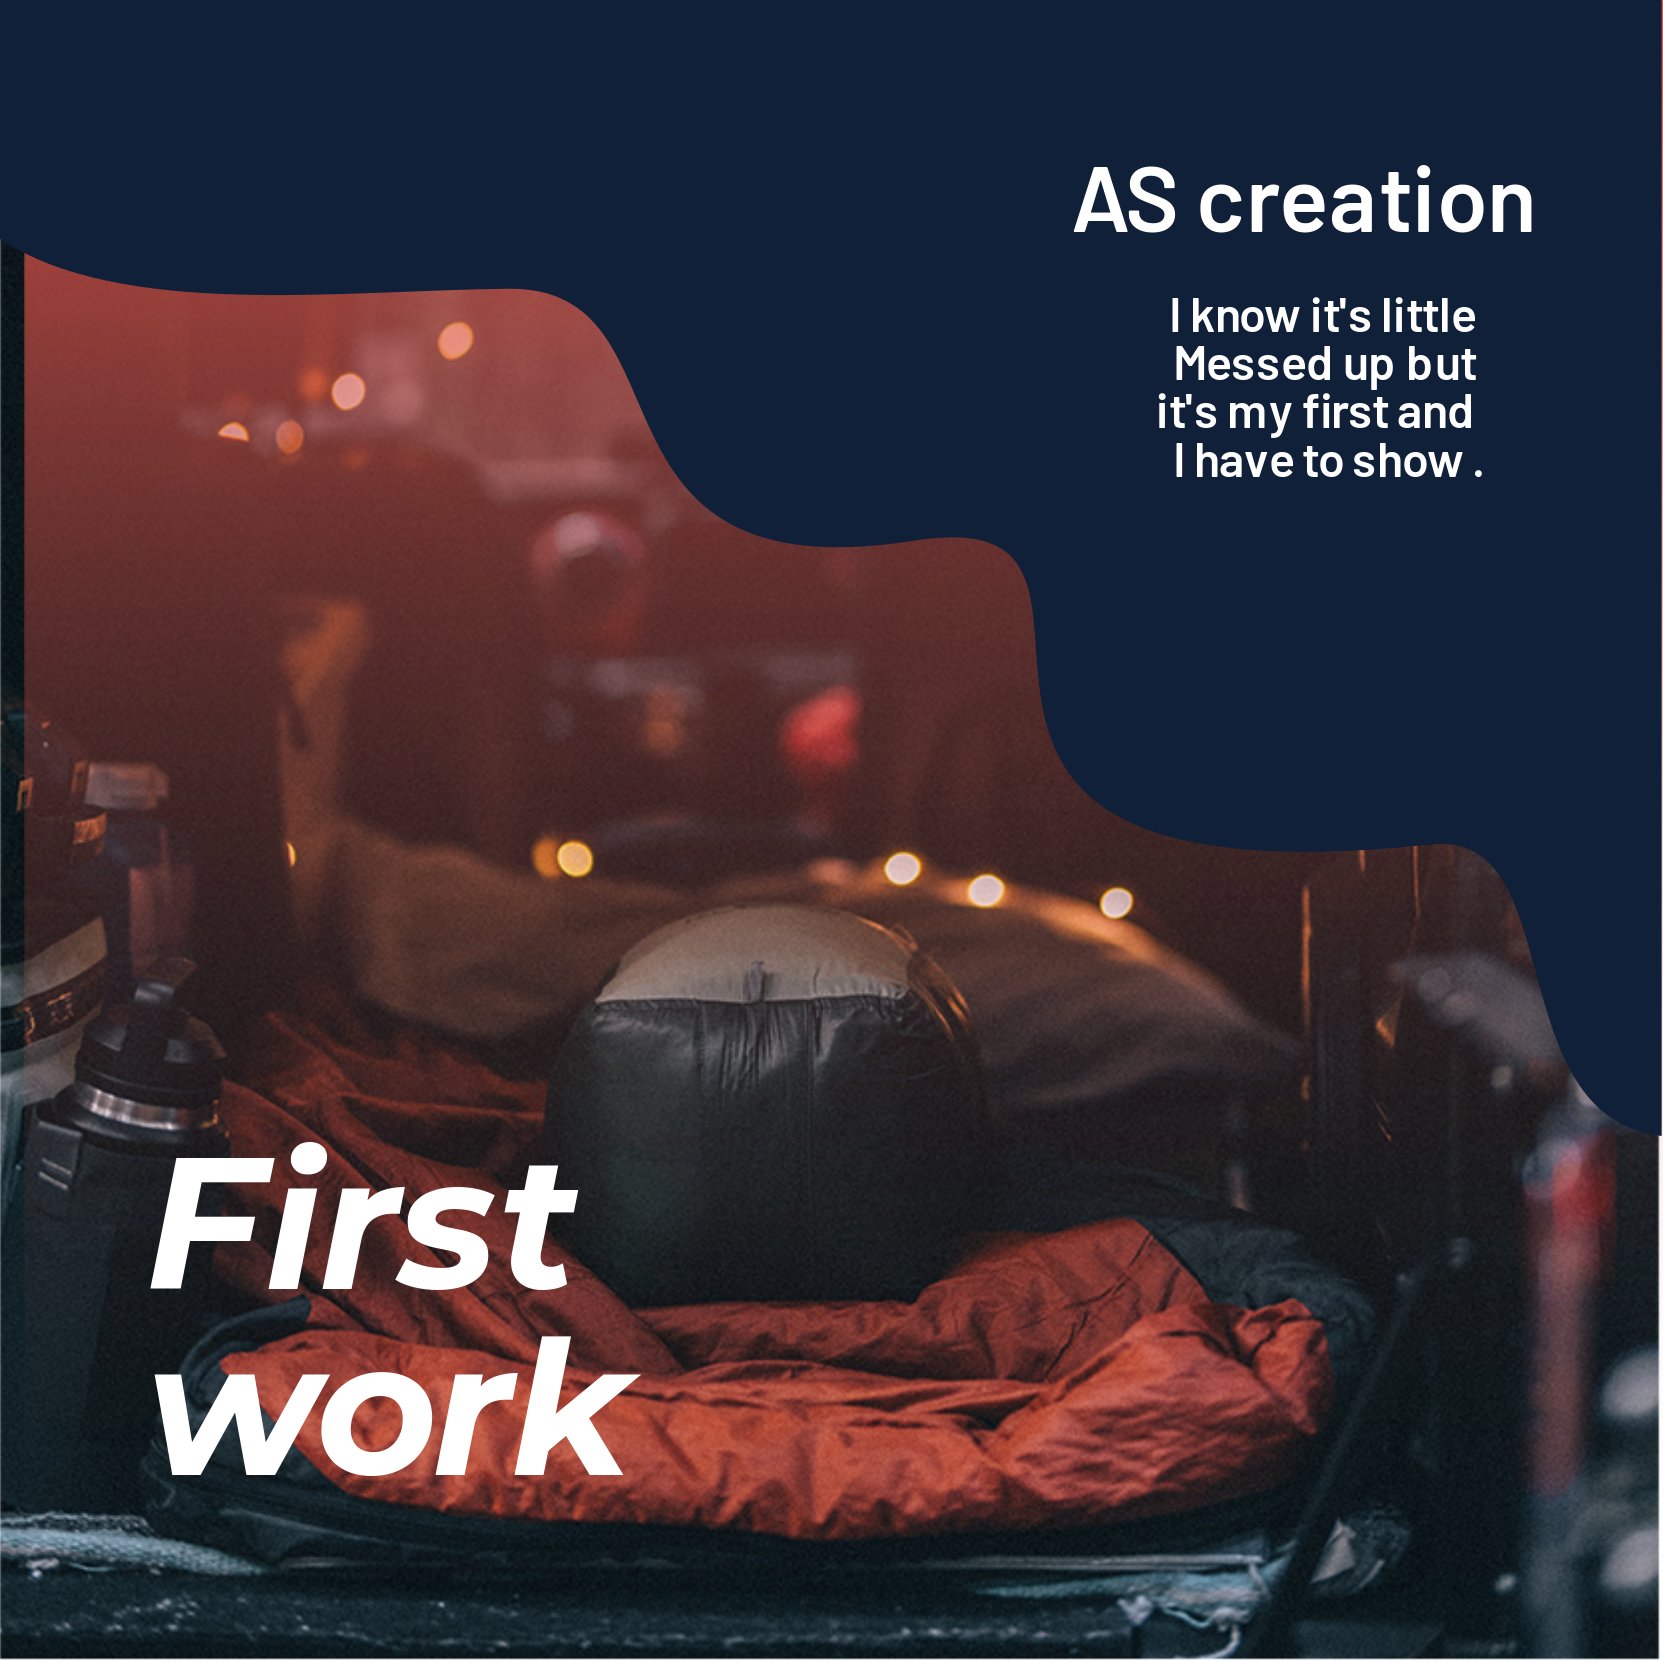 AS creation
I know it's little
Messed up but
it's my first and
I have to show .
First
work